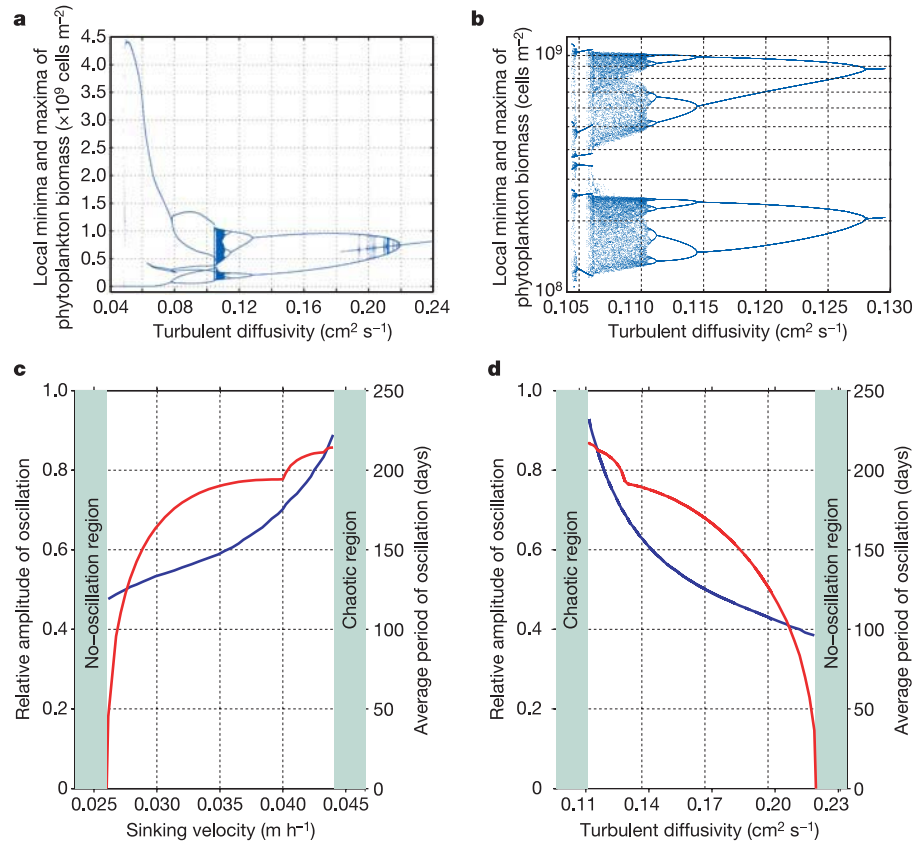 a
Local minima and maxima of
phytoplankton biomass (×10⁹ cells m⁻²)
4.5
4.0
3.5
3.0
2.5
2.0
1.5
1.0
0.5
0
0.04
0.08
0.12
0.16
0.20
0.24
Turbulent diffusivity (cm² s⁻¹)
b
Local minima and maxima of
phytoplankton biomass (cells m⁻²)
10⁹
10⁸
0.105
0.110
0.115
0.120
0.125
0.130
Turbulent diffusivity (cm² s⁻¹)
c
Relative amplitude of oscillation
1.0
0.8
0.6
0.4
0.2
0
No–oscillation region
Chaotic region
250
200
150
100
50
0
Average period of oscillation (days)
0.025
0.030
0.035
0.040
0.045
Sinking velocity (m h⁻¹)
d
Relative amplitude of oscillation
1.0
0.8
0.6
0.4
0.2
0
Chaotic region
No–oscillation region
250
200
150
100
50
0
Average period of oscillation (days)
0.11
0.14
0.17
0.20
0.23
Turbulent diffusivity (cm² s⁻¹)